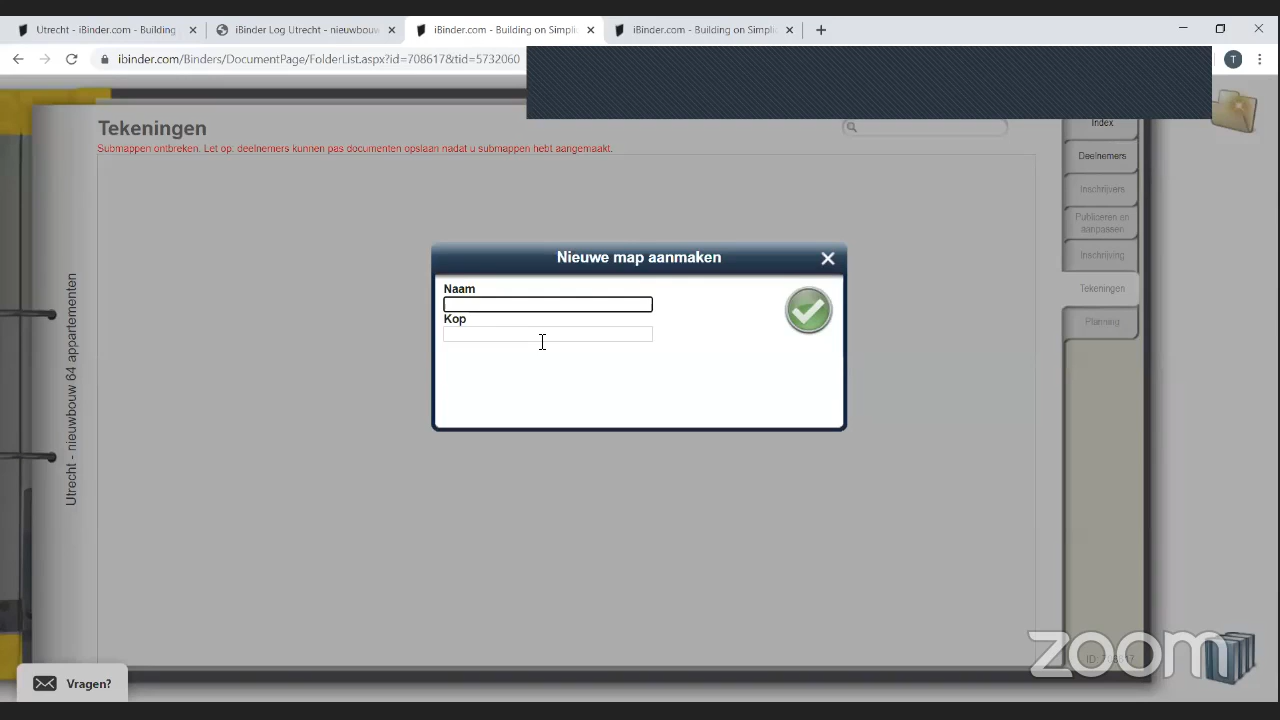 Utrecht - iBinder.com - Building
iBinder Log Utrecht - nieuwbouw
iBinder.com - Building on Simpli
iBinder.com - Building on Simplic
ibinder.com/Binders/DocumentPage/FolderList.aspx?id=708617&tid=5732060
T
Tekeningen
Submappen ontbreken. Let op: deelnemers kunnen pas documenten opslaan nadat u submappen hebt aangemaakt.
Index
Deelnemers
Inschrijvers
Publiceren en
aanpassen
Inschrijving
Tekeningen
Planning
Utrecht - nieuwbouw 64 appartementen
Nieuwe map aanmaken
Naam
Kop
Vragen?
ID: 708617
zoom